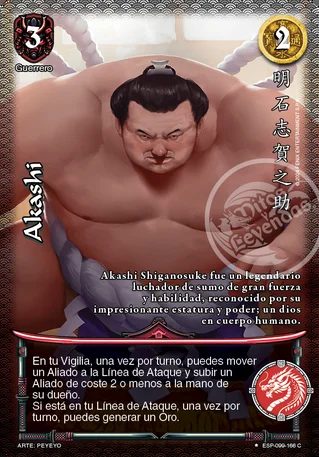 3
2
Guerrero
明石志賀之助
Akashi
Mitos
y
Leyendas
Akashi Shiganosuke fue un legendario
luchador de sumo de gran fuerza
y habilidad, reconocido por su
impresionante estatura y poder; un dios
en cuerpo humano.
En tu Vigilia, una vez por turno, puedes mover
un Aliado a la Línea de Ataque y subir un
Aliado de coste 2 o menos a la mano de
su dueño.
Si está en tu Línea de Ataque, una vez por
turno, puedes generar un Oro.
ARTE: PEYEYO
ESP-099-166 C